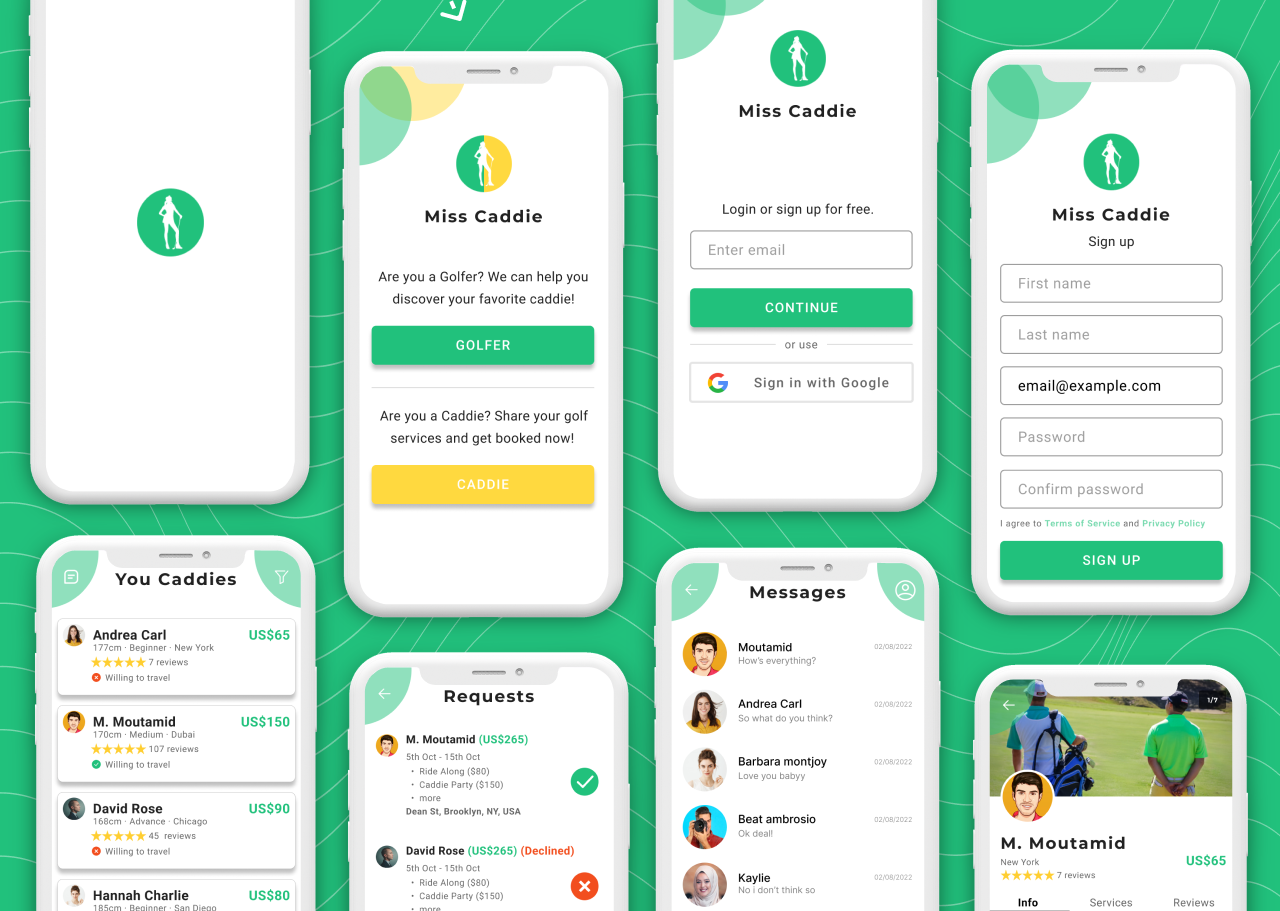 Miss Caddie
Are you a Golfer? We can help you
discover your favorite caddie!
GOLFER
Are you a Caddie? Share your golf
services and get booked now!
CADDIE
Miss Caddie
Login or sign up for free.
Enter email
CONTINUE
or use
Sign in with Google
Miss Caddie
Sign up
First name
Last name
email@example.com
Password
Confirm password
I agree to Terms of Service and Privacy Policy
SIGN UP
You Caddies
Andrea Carl US$65
177cm · Beginner · New York
7 reviews
Willing to travel
M. Moutamid US$150
170cm · Medium · Dubai
107 reviews
Willing to travel
David Rose US$90
168cm · Advance · Chicago
45 reviews
Willing to travel
Hannah Charlie US$80
185cm · Beginner · San Diego
Requests
M. Moutamid (US$265)
5th Oct - 15th Oct
• Ride Along ($80)
• Caddie Party ($150)
• more
Dean St, Brooklyn, NY, USA
David Rose (US$265) (Declined)
5th Oct - 15th Oct
• Ride Along ($80)
• Caddie Party ($150)
• more
Messages
Moutamid 02/08/2022
How's everything?
Andrea Carl 02/08/2022
So what do you think?
Barbara montjoy 02/08/2022
Love you babyy
Beat ambrosio 02/08/2022
Ok deal!
Kaylie 02/08/2022
No i don't think so
1/7
M. Moutamid
New York
US$65
7 reviews
Info Services Reviews